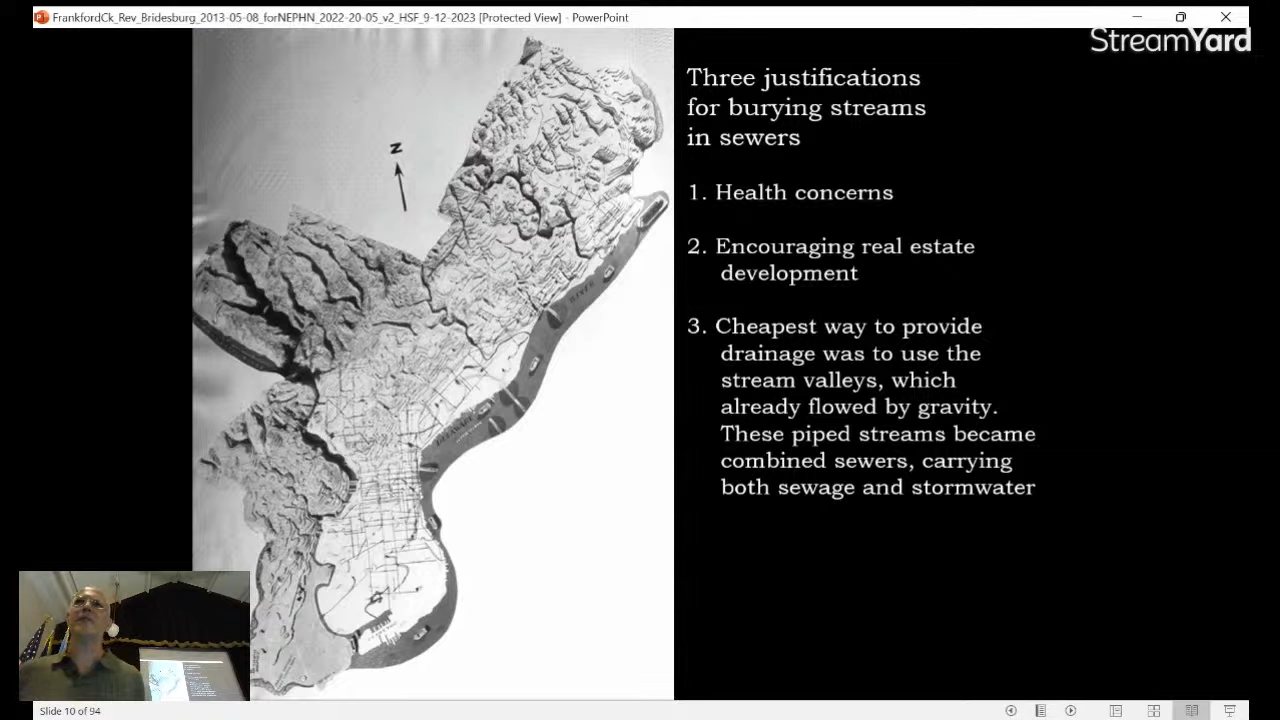 FrankfordCk_Rev_Bridesburg_2013-05-08_forNEPHN_2022-20-05_v2_HSF_9-12-2023 [Protected View] - PowerPoint
StreamYard
Three justifications
for burying streams
in sewers
1. Health concerns
2. Encouraging real estate
development
3. Cheapest way to provide
drainage was to use the
stream valleys, which
already flowed by gravity.
These piped streams became
combined sewers, carrying
both sewage and stormwater
N
RIVER
DELAWARE
Slide 10 of 94